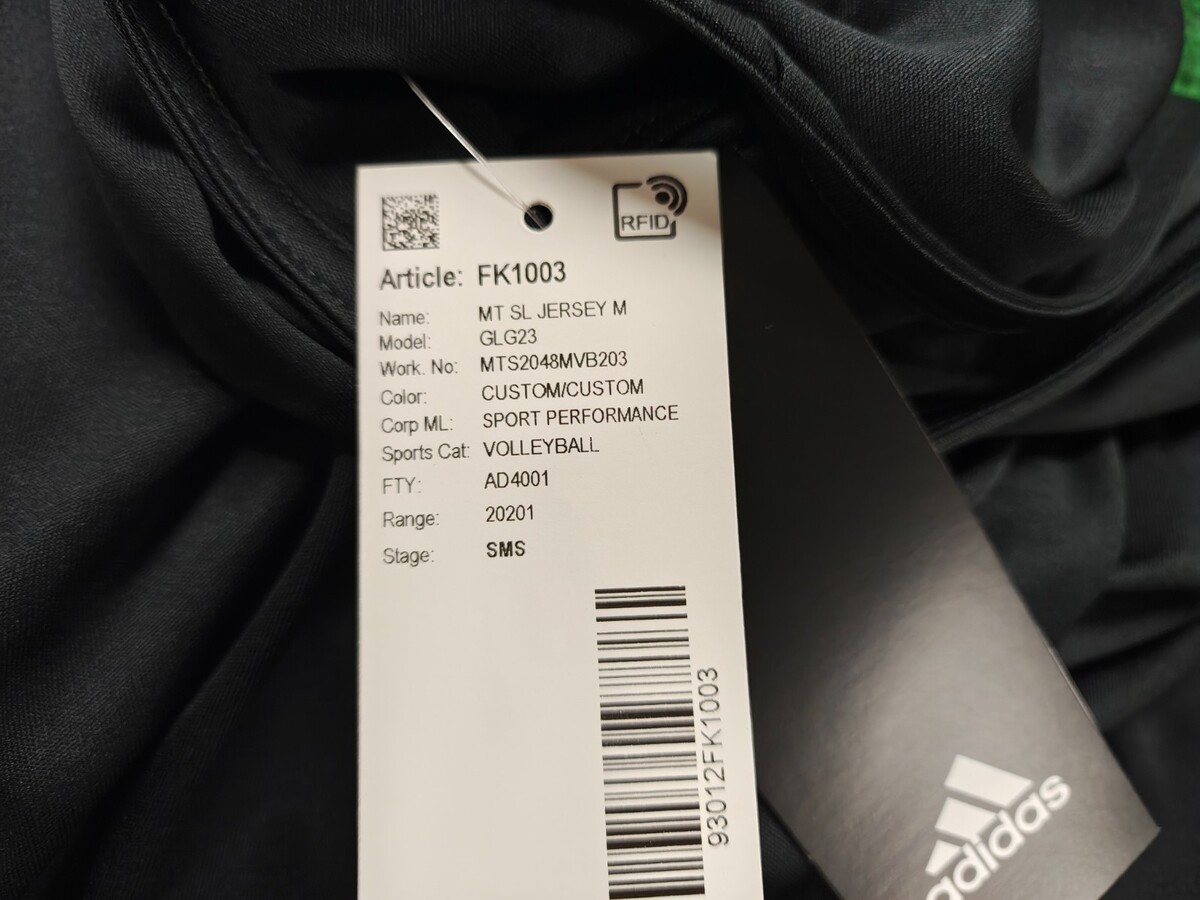 RFID
Article: FK1003
Name: MT SL JERSEY M
Model: GLG23
Work. No: MTS2048MVB203
Color: CUSTOM/CUSTOM
Corp ML: SPORT PERFORMANCE
Sports Cat: VOLLEYBALL
FTY: AD4001
Range: 20201
Stage: SMS
93012FK1003
adidas